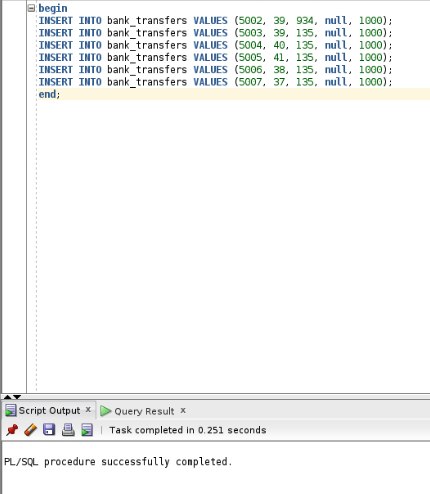 begin
INSERT INTO bank_transfers VALUES (5002, 39, 934, null, 1000);
INSERT INTO bank_transfers VALUES (5003, 39, 135, null, 1000);
INSERT INTO bank_transfers VALUES (5004, 40, 135, null, 1000);
INSERT INTO bank_transfers VALUES (5005, 41, 135, null, 1000);
INSERT INTO bank_transfers VALUES (5006, 38, 135, null, 1000);
INSERT INTO bank_transfers VALUES (5007, 37, 135, null, 1000);
end;
Script Output x Query Result x
Task completed in 0.251 seconds
PL/SQL procedure successfully completed.